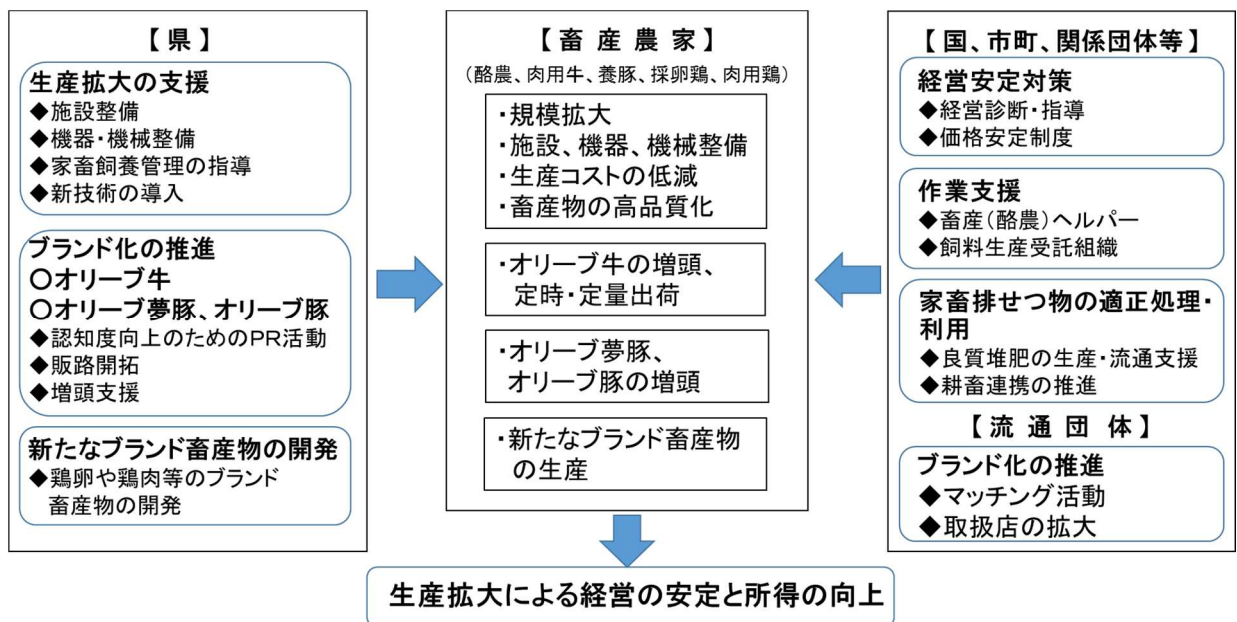 【 県 】
生産拡大の支援
◆施設整備
◆機器・機械整備
◆家畜飼養管理の指導
◆新技術の導入
ブランド化の推進
○オリーブ牛
○オリーブ夢豚、オリーブ豚
◆認知度向上のためのPR活動
◆販路開拓
◆増頭支援
新たなブランド畜産物の開発
◆鶏卵や鶏肉等のブランド
畜産物の開発
【 畜 産 農 家 】
(酪農、肉用牛、養豚、採卵鶏、肉用鶏)
・規模拡大
・施設、機器、機械整備
・生産コストの低減
・畜産物の高品質化
・オリーブ牛の増頭、
定時・定量出荷
・オリーブ夢豚、
オリーブ豚の増頭
・新たなブランド畜産物
の生産
【 国、市町、関係団体等 】
経営安定対策
◆経営診断・指導
◆価格安定制度
作業支援
◆畜産(酪農)ヘルパー
◆飼料生産受託組織
家畜排せつ物の適正処理・
利用
◆良質堆肥の生産・流通支援
◆耕畜連携の推進
【 流 通 団 体 】
ブランド化の推進
◆マッチング活動
◆取扱店の拡大
生産拡大による経営の安定と所得の向上